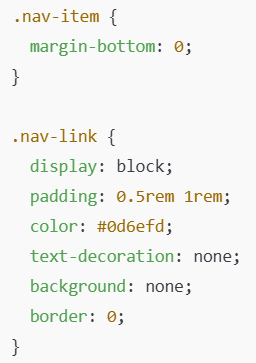 .nav-item {
  margin-bottom: 0;
}

.nav-link {
  display: block;
  padding: 0.5rem 1rem;
  color: #0d6efd;
  text-decoration: none;
  background: none;
  border: 0;
}